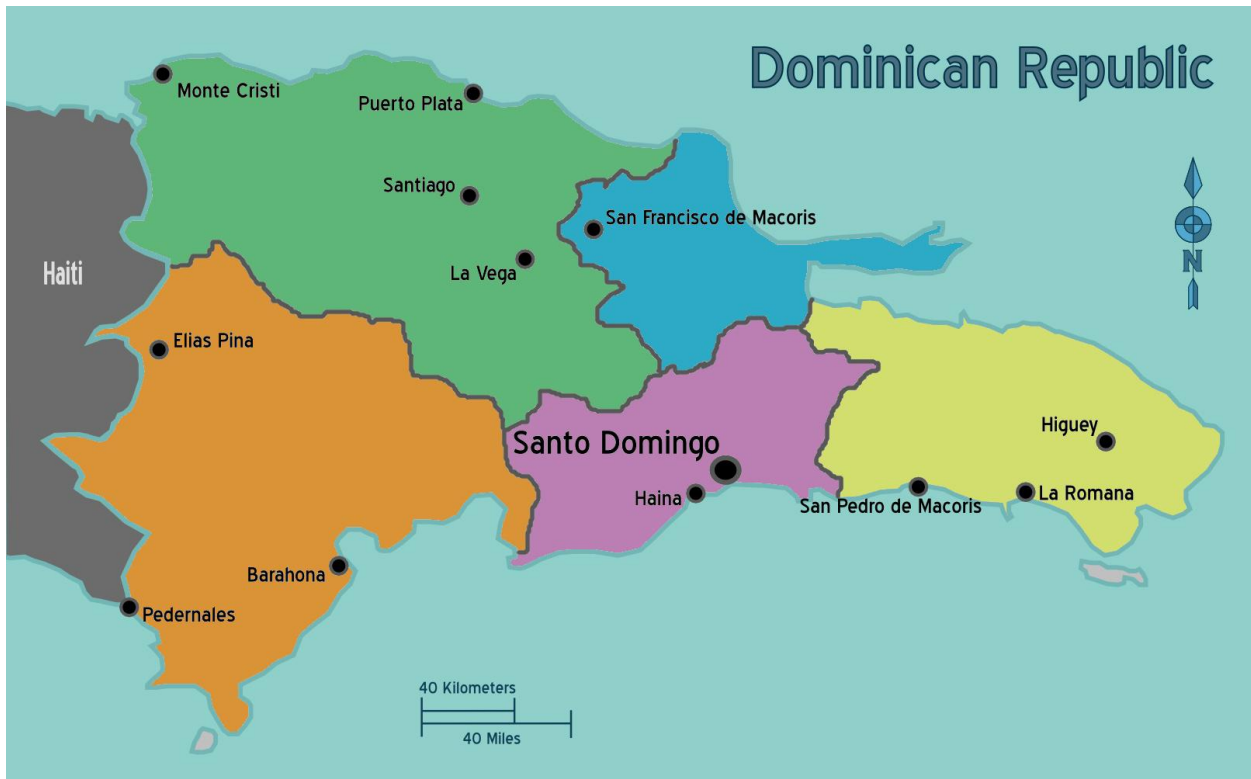 Dominican Republic
Monte Cristi
Puerto Plata
Santiago
San Francisco de Macoris
N
La Vega
Haiti
Elias Pina
Higuey
Santo Domingo
Haina
La Romana
San Pedro de Macoris
Barahona
Pedernales
40 Kilometers
40 Miles